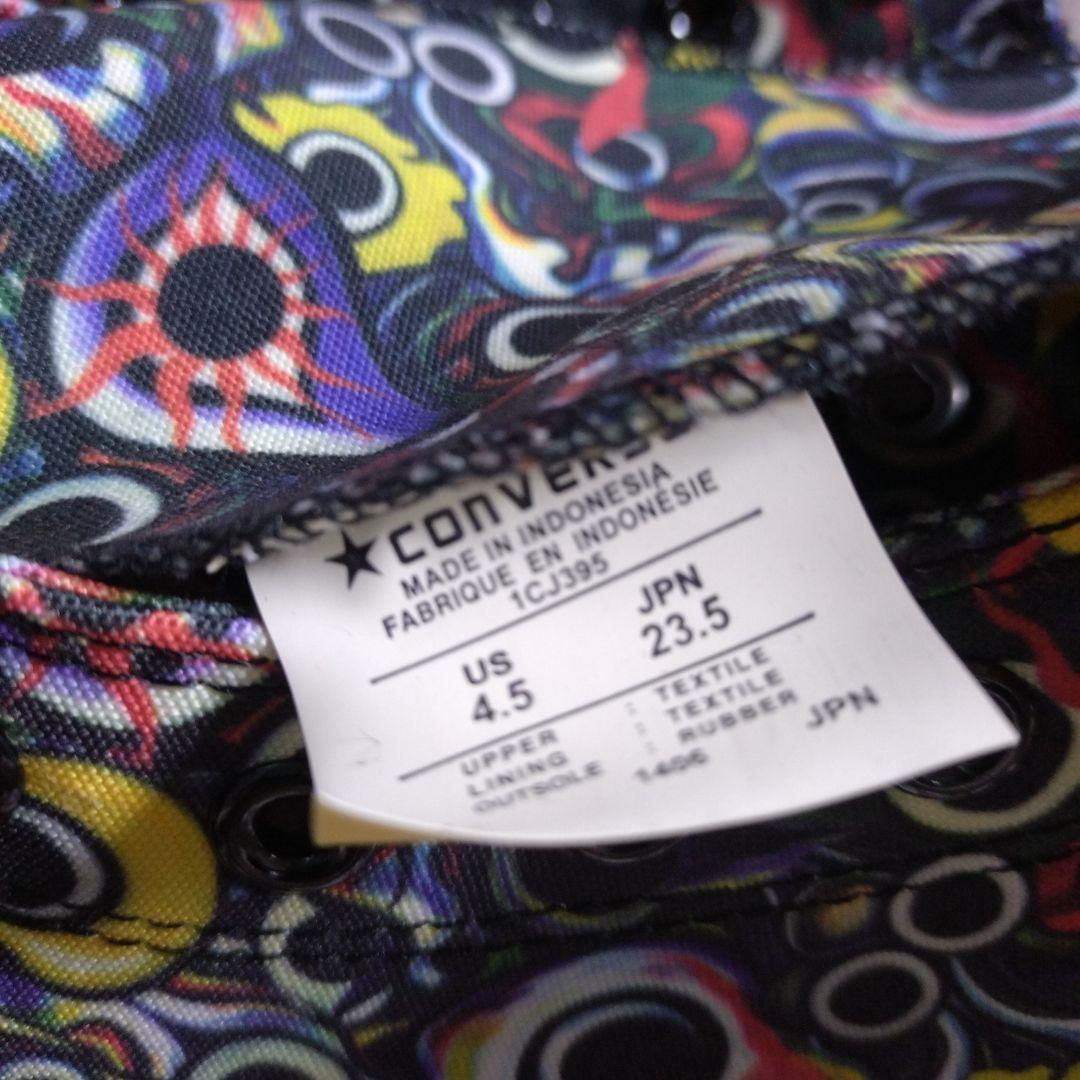 ★CONVERSE
MADE IN INDONESIA
FABRIQUE EN INDONÉSIE
1CJ395
US JPN
4.5 23.5
UPPER : TEXTILE
LINING : TEXTILE
OUTSOLE : RUBBER
1406 JPN